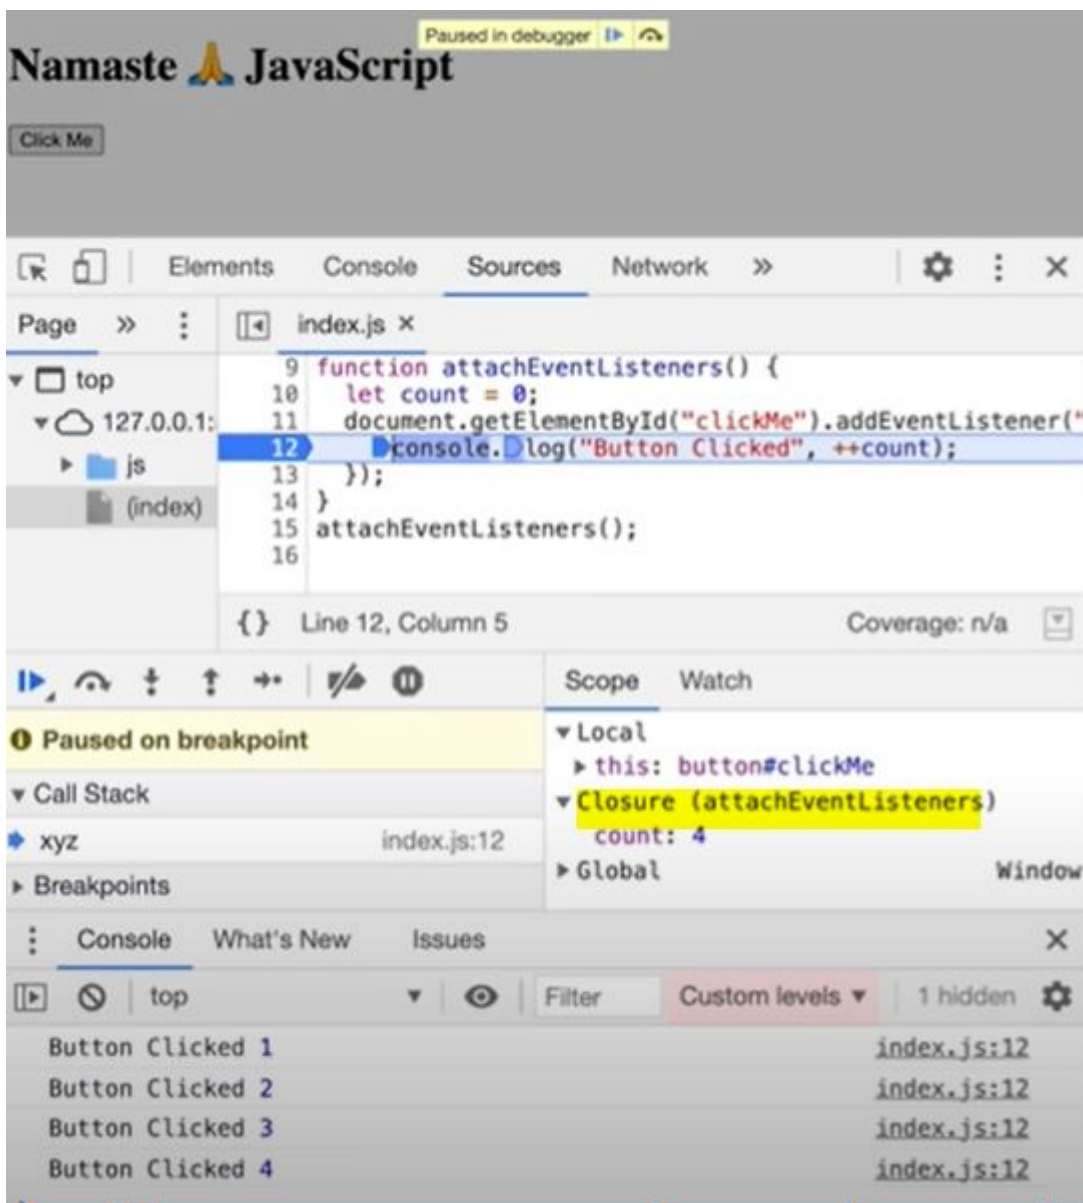 Paused in debugger
Namaste 🙏 JavaScript
Click Me
Elements Console Sources Network »
Page » index.js ×
top
127.0.0.1:
js
(index)
9 function attachEventListeners() {
10 let count = 0;
11 document.getElementById("clickMe").addEventListener("
12 console.log("Button Clicked", ++count);
13 });
14 }
15 attachEventListeners();
16
{} Line 12, Column 5 Coverage: n/a
Paused on breakpoint
Call Stack
xyz index.js:12
Breakpoints
Scope Watch
Local
this: button#clickMe
Closure (attachEventListeners)
count: 4
Global Window
Console What's New Issues
top Filter Custom levels ▼ 1 hidden
Button Clicked 1 index.js:12
Button Clicked 2 index.js:12
Button Clicked 3 index.js:12
Button Clicked 4 index.js:12